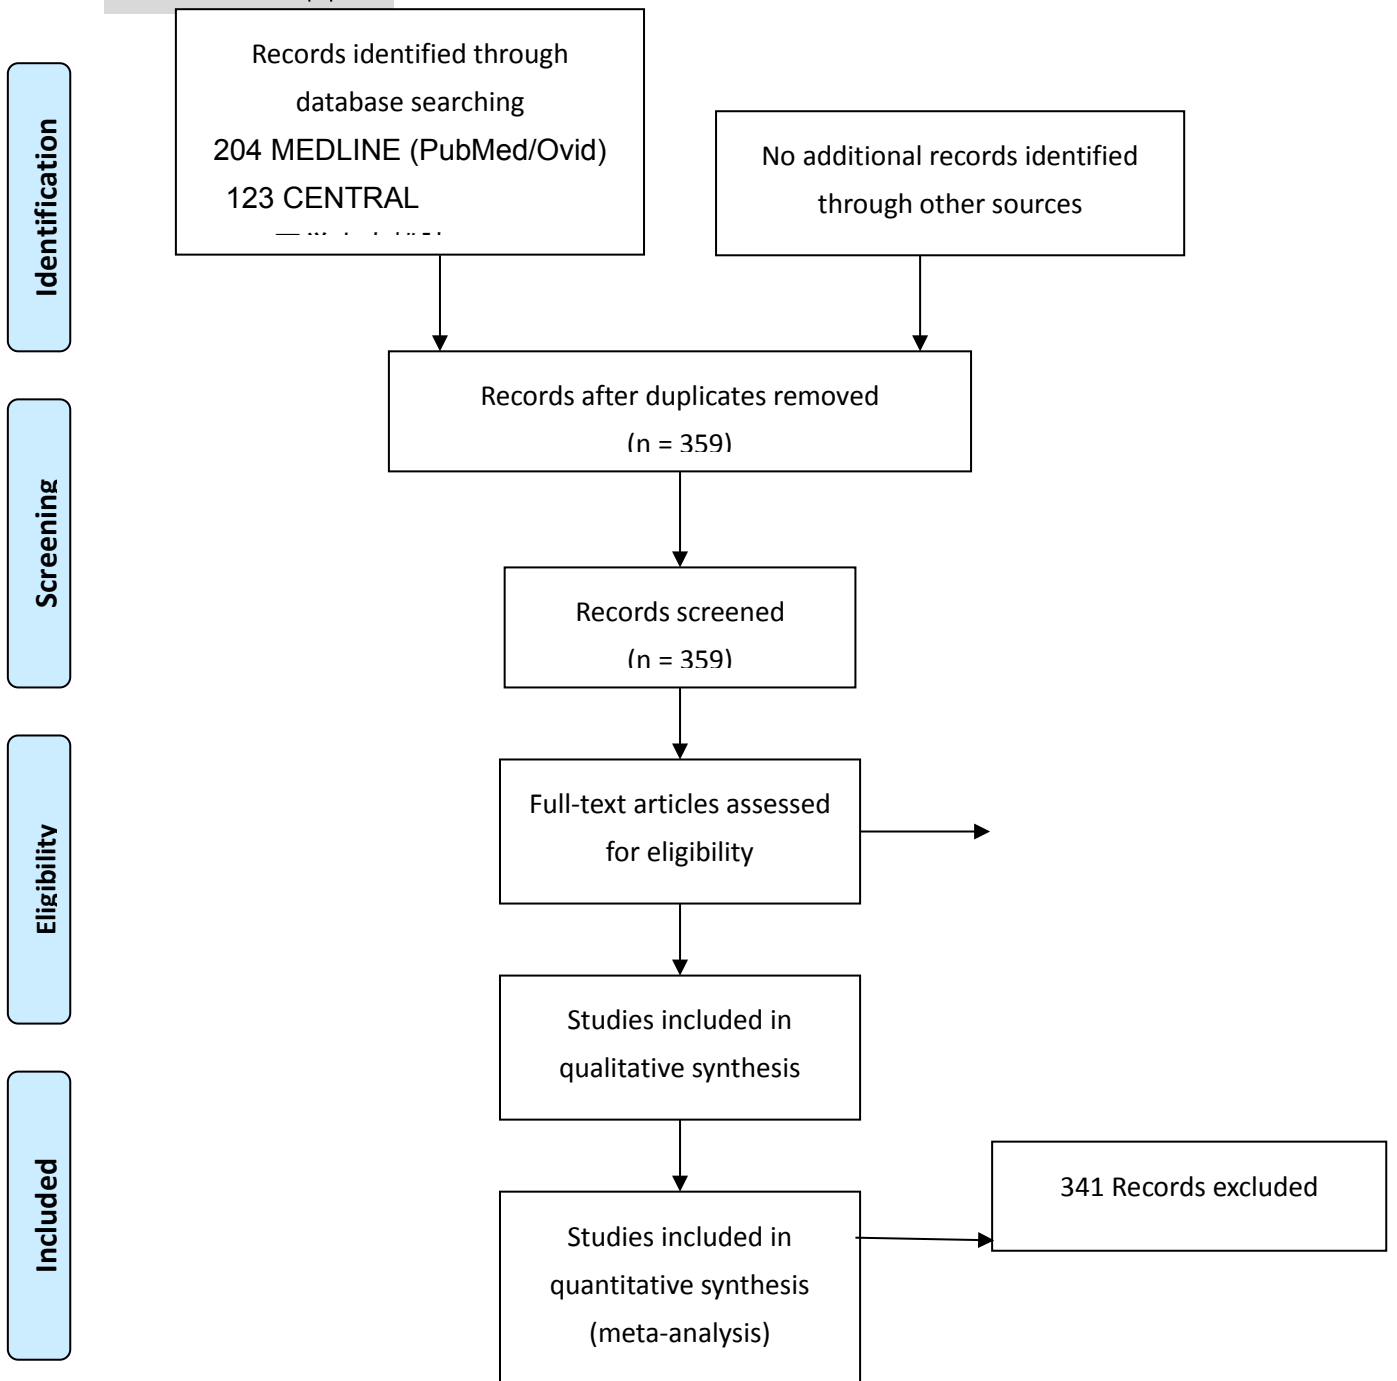 Identification
Records identified through
database searching
204 MEDLINE (PubMed/Ovid)
123 CENTRAL
No additional records identified
through other sources
Records after duplicates removed
(n = 359)
Screening
Records screened
(n = 359)
Eligibility
Full-text articles assessed
for eligibility
Studies included in
qualitative synthesis
Included
Studies included in
quantitative synthesis
(meta-analysis)
341 Records excluded